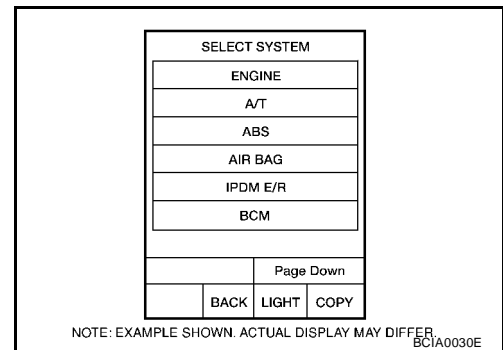 SELECT SYSTEM
ENGINE
A/T
ABS
AIR BAG
IPDM E/R
BCM
Page Down
BACK LIGHT COPY
NOTE: EXAMPLE SHOWN. ACTUAL DISPLAY MAY DIFFER.
BCIA0030E